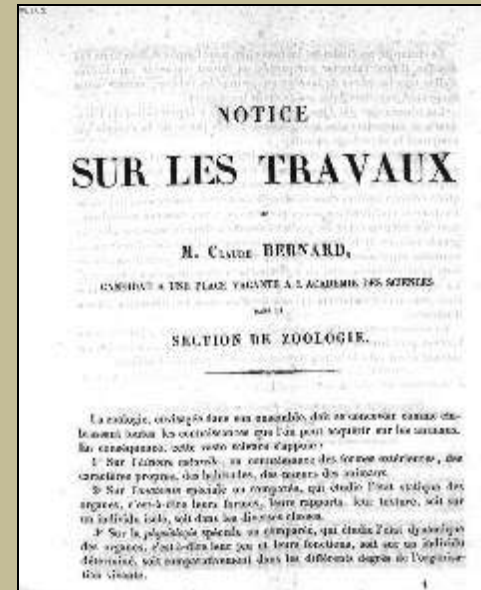 NOTICE
SUR LES TRAVAUX
DE
M. CLAUDE BERNARD,
CANDIDAT A UNE PLACE VACANTE A L'ACADEMIE DES SCIENCES
DANS LA
SECTION DE ZOOLOGIE.
La zoologie, envisagée dans son ensemble, doit se concevoir comme em-
brassant toutes les connaissances que l'on peut acquérir sur les animaux.
En conséquence, cette vaste science s'appuie :
1° Sur l'histoire naturelle, ou connaissance des formes extérieures, des
caractères propres, des habitudes, des mœurs des animaux.
2° Sur l'anatomie spéciale ou comparée, qui étudie l'état statique des
organes, c'est-à-dire leurs formes, leurs rapports, leur texture, soit sur
un individu isolé, soit dans les diverses classes.
3° Sur la physiologie spéciale ou comparée, qui étudie l'état dynamique
des organes, c'est-à-dire leur jeu et leurs fonctions, soit sur un individu
déterminé, soit comparativement dans les différents degrés de l'organisa-
tion vivante.
1